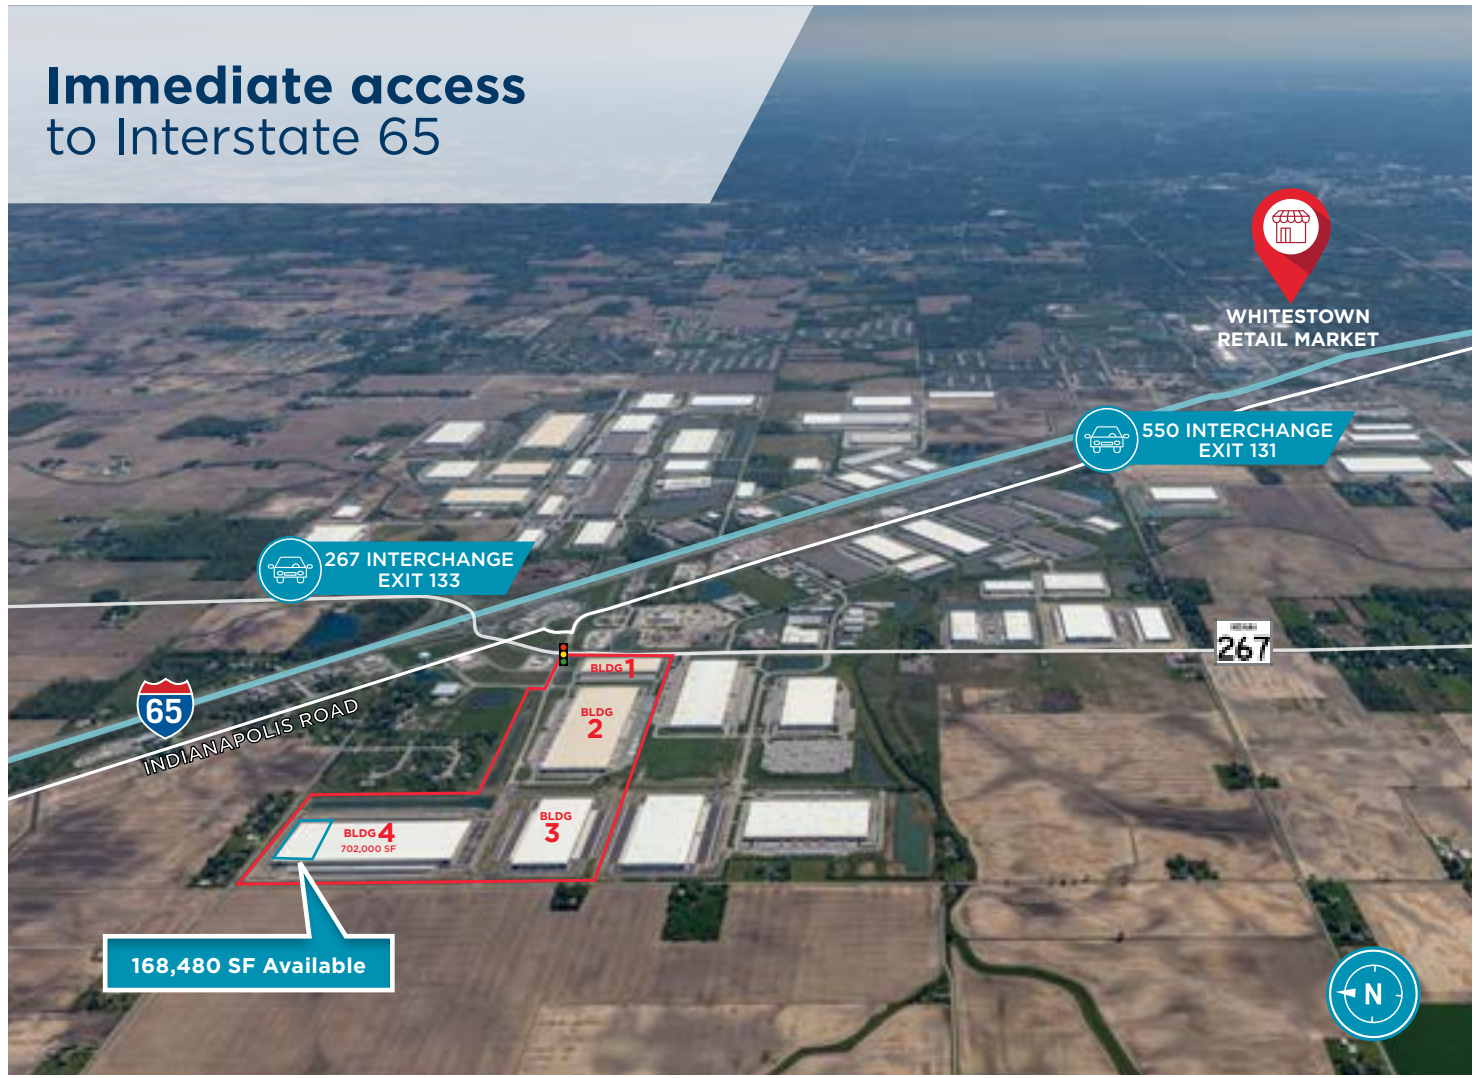 Immediate access
to Interstate 65
WHITESTOWN
RETAIL MARKET
550 INTERCHANGE
EXIT 131
267 INTERCHANGE
EXIT 133
267
65
INDIANAPOLIS ROAD
BLDG 1
BLDG
2
BLDG
3
BLDG 4
702,000 SF
168,480 SF Available
N